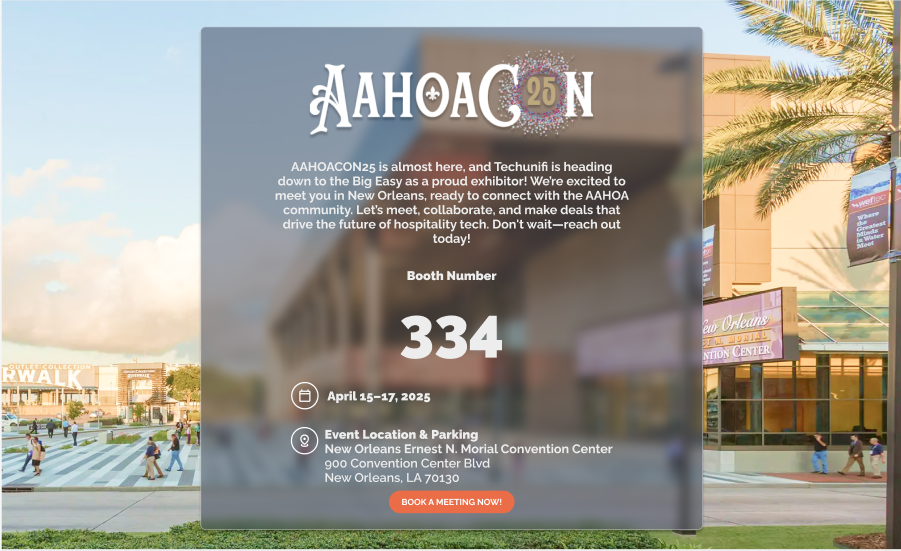 AAHOACON
25
AAHOACON25 is almost here, and Techunifi is heading
down to the Big Easy as a proud exhibitor! We're excited to
meet you in New Orleans, ready to connect with the AAHOA
community. Let's meet, collaborate, and make deals that
drive the future of hospitality tech. Don't wait—reach out
today!
Booth Number
334
April 15–17, 2025
Event Location & Parking
New Orleans Ernest N. Morial Convention Center
900 Convention Center Blvd
New Orleans, LA 70130
BOOK A MEETING NOW!
OUTLET COLLECTION
RWALK
wef
Where
the
Greatest
Minds
in Water
Meet
ew Orleans
NTION CENTER